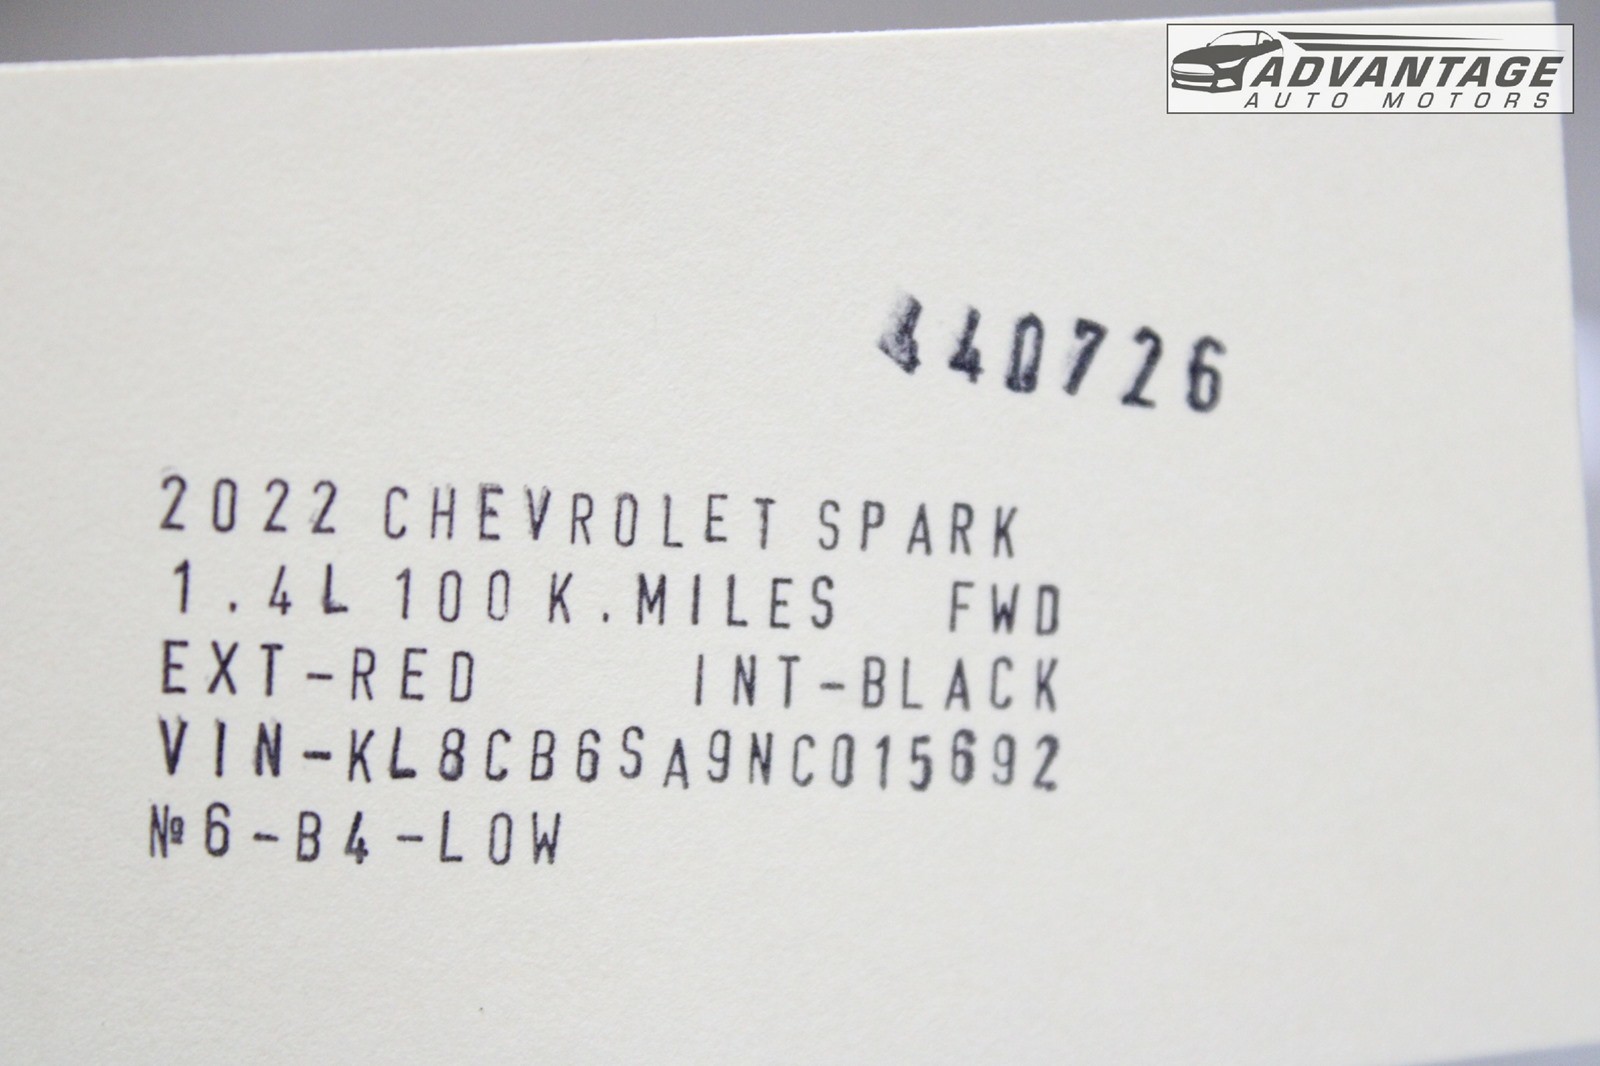 ADVANTAGE
AUTO MOTORS
440726
2022 CHEVROLET SPARK
1.4L 100K.MILES FWD
EXT-RED INT-BLACK
VIN-KL8CB6SA9NC015692
№6-B4-LOW